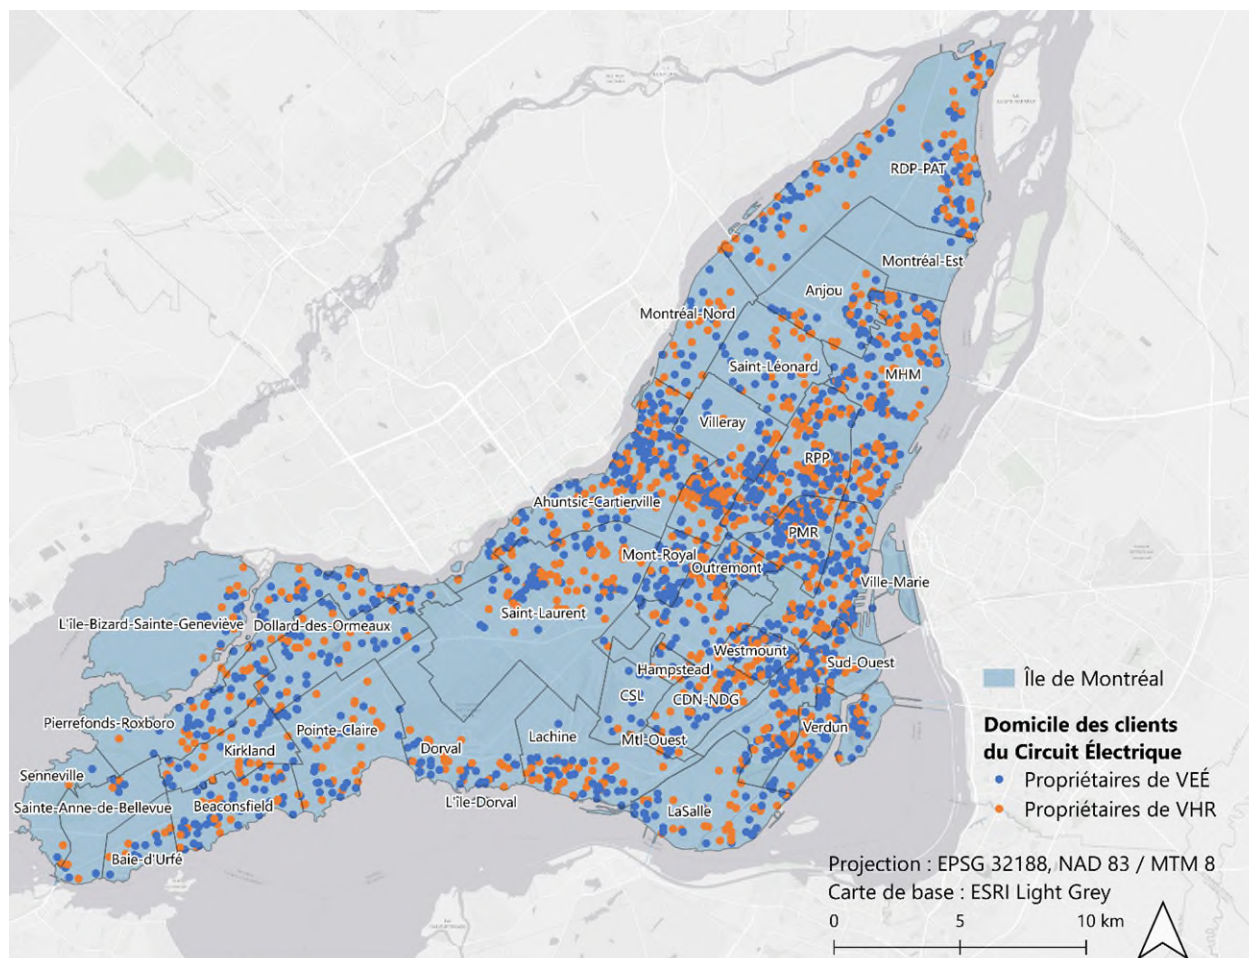 RDP-PAT
Montréal-Est
Anjou
Montréal-Nord
Saint-Léonard
MHM
Villeray
RPP
Ahuntsic-Cartierville
PMR
Mont-Royal
Outremont
Ville-Marie
Saint-Laurent
L'île-Bizard-Sainte-Geneviève
Dollard-des-Ormeaux
Westmount
Sud-Ouest
Hampstead
CSL
CDN-NDG
Pierrefonds-Roxboro
Pointe-Claire
Verdun
Lachine
Mtl-Ouest
Kirkland
Dorval
Senneville
L'île-Dorval
Sainte-Anne-de-Bellevue
Beaconsfield
LaSalle
Baie-d'Urfé
Île de Montréal
Domicile des clients
du Circuit Électrique
Propriétaires de VEÉ
Propriétaires de VHR
Projection : EPSG 32188, NAD 83 / MTM 8
Carte de base : ESRI Light Grey
0 5 10 km